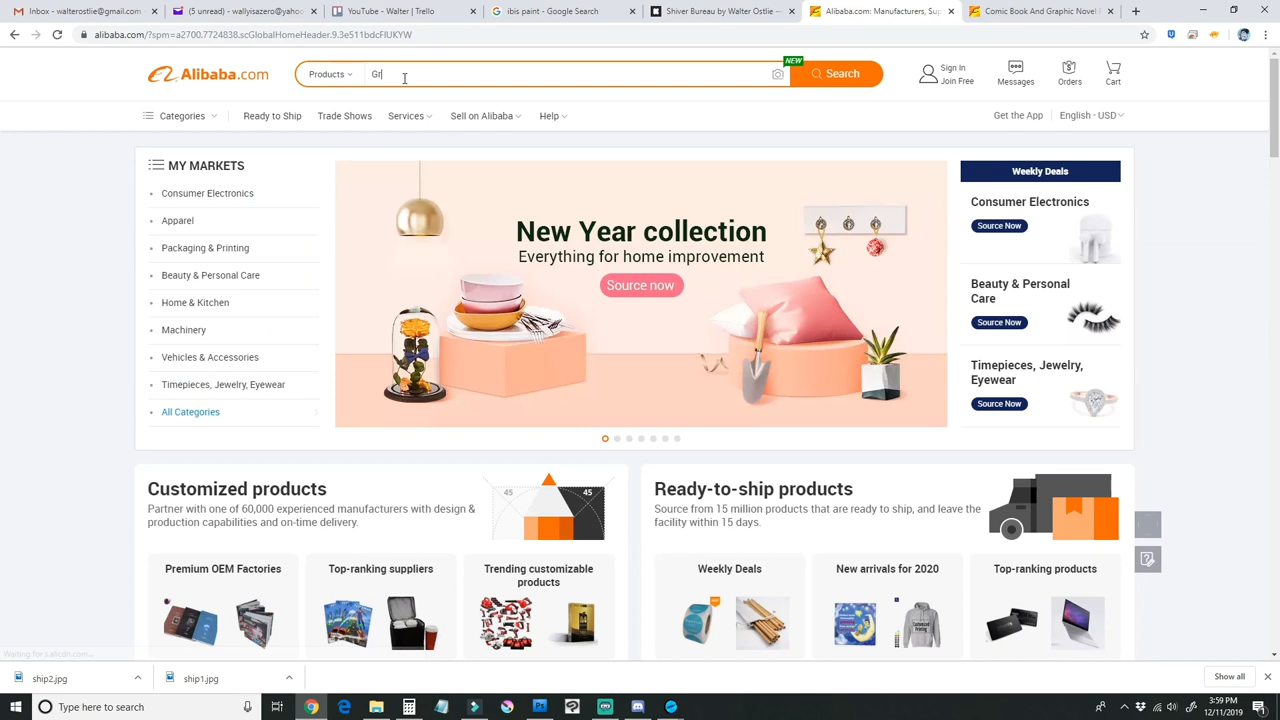 Inbox - walterostlie@gmail.com
(5 unread) - wallyisazero@yahoo
YouTube - Walter | Trello
ibis paint - Google Search
Shiver Bureau by Walter Ostlie —
Alibaba.com: Manufacturers, Sup
Comic Book And Graphic Novel M
alibaba.com/?spm=a2700.7724838.scGlobalHomeHeader.9.3e511bdcFIUKYW
Alibaba.com
Products
Gr
NEW
Search
Sign In
Join Free
Messages
Orders
Cart
Categories
Ready to Ship
Trade Shows
Services
Sell on Alibaba
Help
Get the App
English - USD
MY MARKETS
Consumer Electronics
Apparel
Packaging & Printing
Beauty & Personal Care
Home & Kitchen
Machinery
Vehicles & Accessories
Timepieces, Jewelry, Eyewear
All Categories
New Year collection
Everything for home improvement
Source now
Weekly Deals
Consumer Electronics
Source Now
Beauty & Personal
Care
Source Now
Timepieces, Jewelry,
Eyewear
Source Now
Customized products
Partner with one of 60,000 experienced manufacturers with design &
production capabilities and on-time delivery.
45
45
Ready-to-ship products
Source from 15 million products that are ready to ship, and leave the
facility within 15 days.
Premium OEM Factories
Top-ranking suppliers
Trending customizable
products
Weekly Deals
New arrivals for 2020
Top-ranking products
Waiting for s.alicdn.com...
ship2.jpg
ship1.jpg
Show all
Type here to search
3:59 PM
12/11/2019